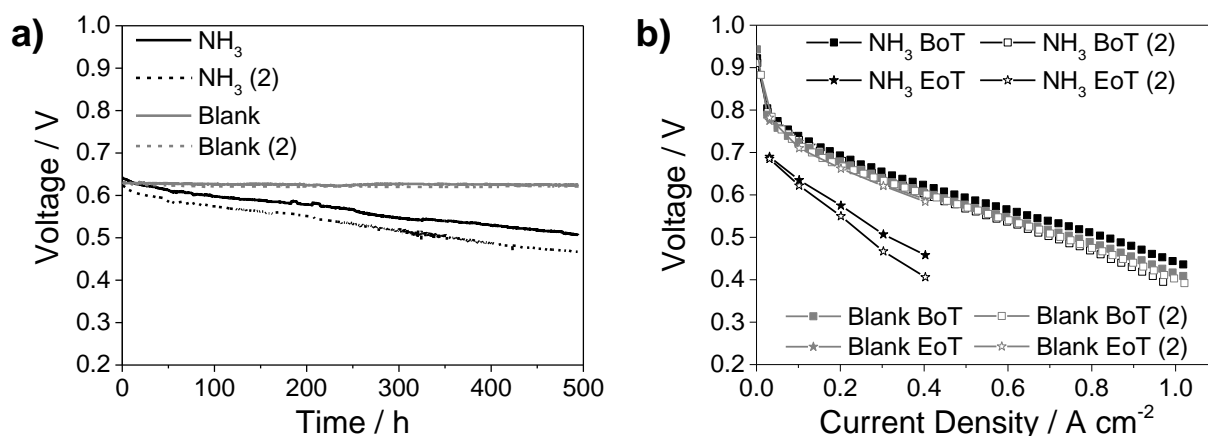 a)
NH3
NH3 (2)
Blank
Blank (2)
Voltage / V
1.0
0.9
0.8
0.7
0.6
0.5
0.4
0.3
0.2
0 100 200 300 400 500
Time / h
b)
NH3 BoT NH3 BoT (2)
NH3 EoT NH3 EoT (2)
Blank BoT Blank BoT (2)
Blank EoT Blank EoT (2)
Voltage / V
1.0
0.9
0.8
0.7
0.6
0.5
0.4
0.3
0.2
0.0 0.2 0.4 0.6 0.8 1.0
Current Density / A cm-2